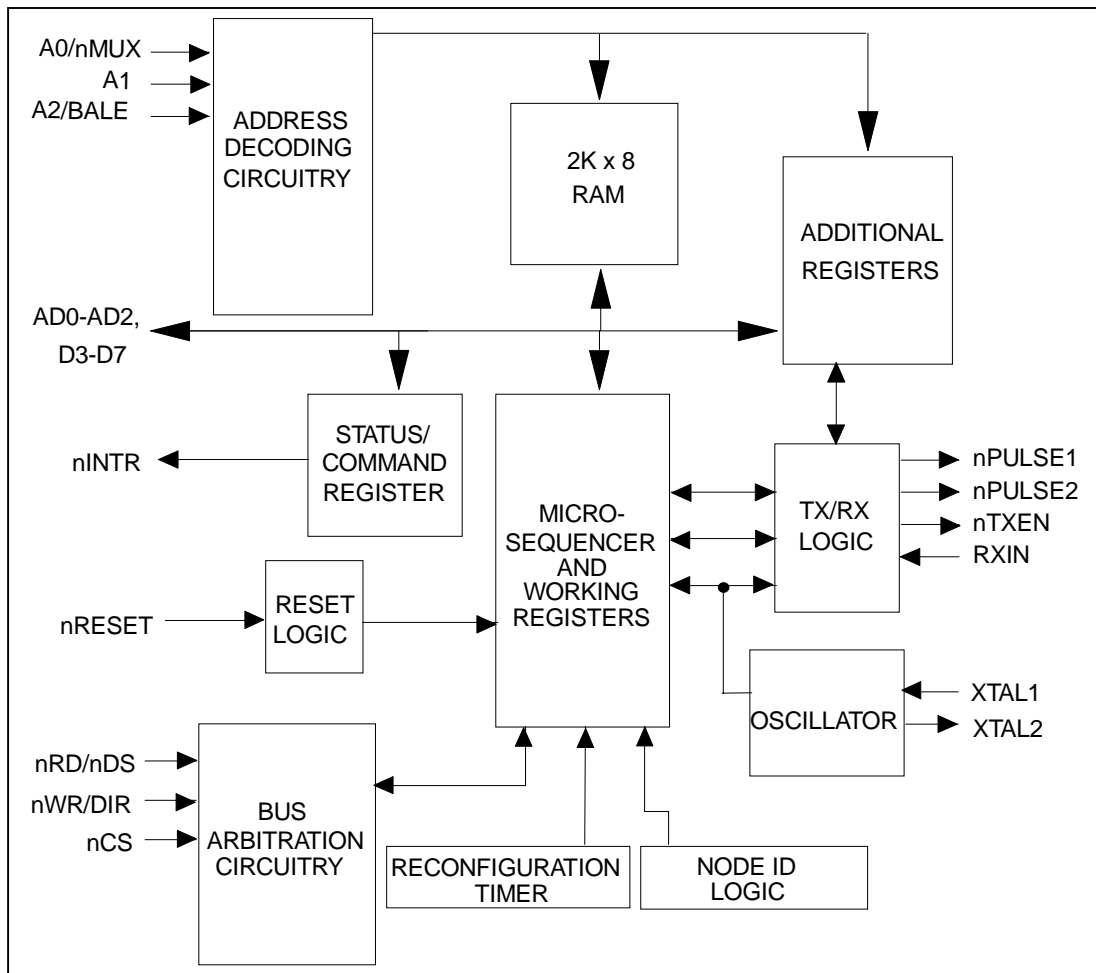 A0/nMUX
A1
A2/BALE
ADDRESS
DECODING
CIRCUITRY
2K x 8
RAM
ADDITIONAL
REGISTERS
AD0-AD2,
D3-D7
STATUS/
COMMAND
REGISTER
nINTR
MICRO-
SEQUENCER
AND
WORKING
REGISTERS
TX/RX
LOGIC
nPULSE1
nPULSE2
nTXEN
RXIN
nRESET
RESET
LOGIC
OSCILLATOR
XTAL1
XTAL2
nRD/nDS
nWR/DIR
nCS
BUS
ARBITRATION
CIRCUITRY
RECONFIGURATION
TIMER
NODE ID
LOGIC